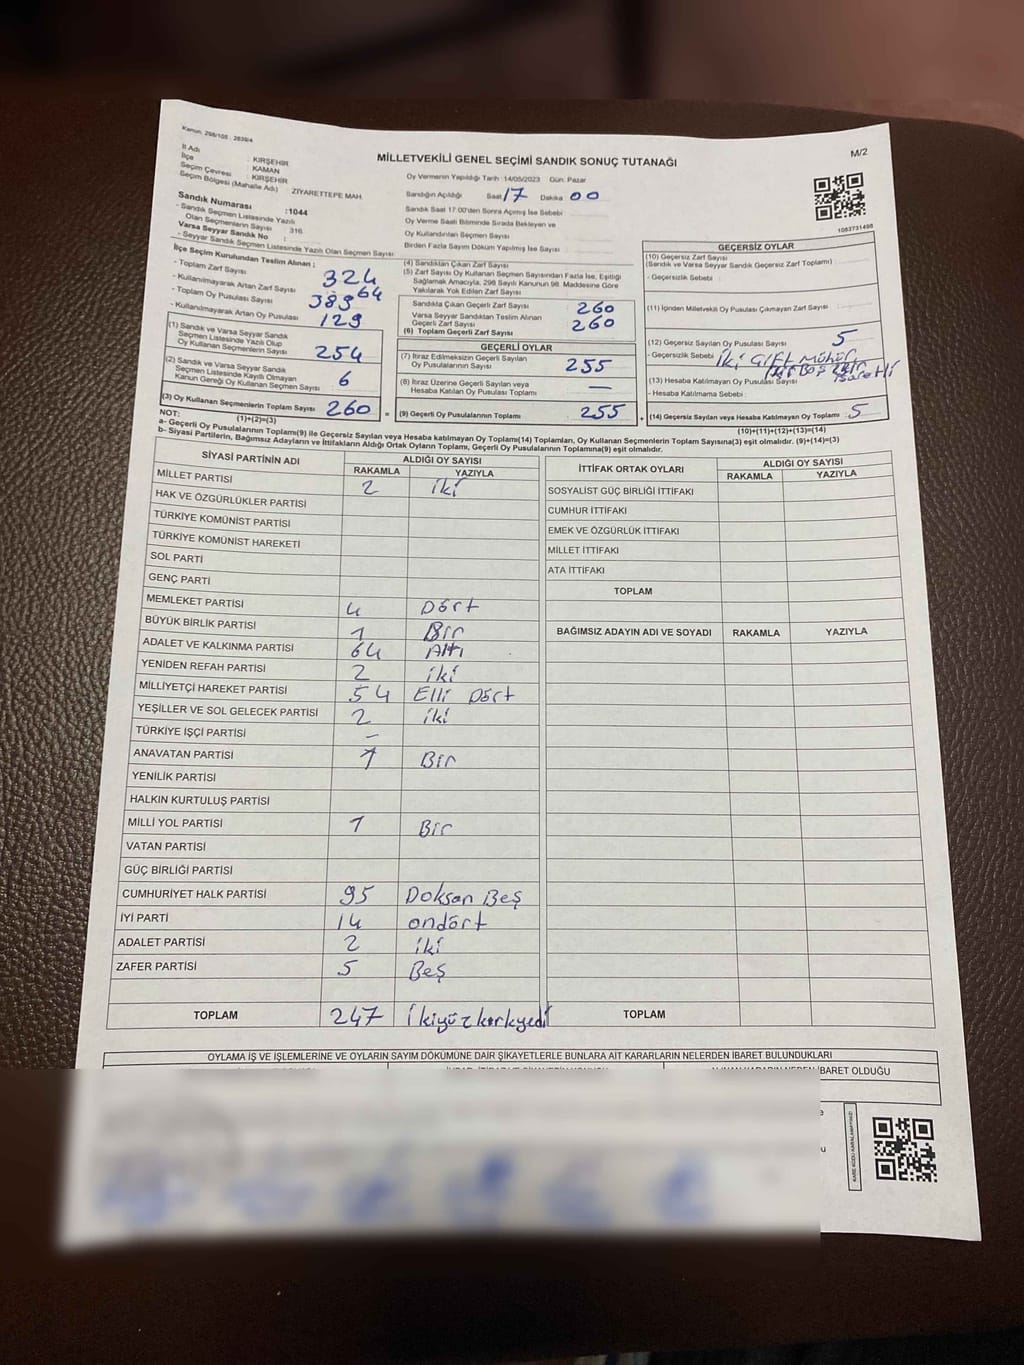 Kanun: 298/105 - 2839/4
MİLLETVEKİLİ GENEL SEÇİMİ SANDIK SONUÇ TUTANAĞI
M/2
İl Adı : KIRŞEHİR
İlçe : KAMAN
Seçim Çevresi : KIRŞEHİR
Seçim Bölgesi (Mahalle Adı) : ZİYARETTEPE MAH.
Sandık Numarası :1044
- Sandık Seçmen Listesinde Yazılı
Olan Seçmenlerin Sayısı : 316
Varsa Seyyar Sandık No :
- Seyyar Sandık Seçmen Listesinde Yazılı Olan Seçmen Sayısı:
Oy Vermenin Yapıldığı Tarih : 14/05/2023 Gün: Pazar
Sandığın Açıldığı Saat 17 Dakika 00
Sandık Saat 17:00'den Sonra Açımış İse Sebebi :
Oy Verme Saati Bitiminde Sırada Bekleyen ve
Oy Kullandırılan Seçmen Sayısı :
Birden Fazla Sayım Döküm Yapılmış İse Sayısı :
1083731498
İlçe Seçim Kurulundan Teslim Alınan ;
- Toplam Zarf Sayısı 324
- Kullanılmayarak Artan Zarf Sayısı 64
- Toplam Oy Pusulası Sayısı 389
- Kullanılmayarak Artan Oy Pusulası 129
(1) Sandık ve Varsa Seyyar Sandık
Seçmen Listesinde Yazılı Olup
Oy Kullanan Seçmenlerin Sayısı 254
(2) Sandık ve Varsa Seyyar Sandık
Seçmen Listesinde Kayıtlı Olmayan
Kanun Gereği Oy Kullanan Seçmen Sayısı 6
(3) Oy Kullanan Seçmenlerin Toplam Sayısı 260
(1)+(2)=(3)
(4) Sandıktan Çıkan Zarf Sayısı
(5) Zarf Sayısı Oy Kullanan Seçmen Sayısından Fazla İse, Eşitliği
Sağlamak Amacıyla, 298 Sayılı Kanunun 98. Maddesine Göre
Yakılarak Yok Edilen Zarf Sayısı
Sandıkta Çıkan Geçerli Zarf Sayısı 260
Varsa Seyyar Sandıktan Teslim Alınan
Geçerli Zarf Sayısı 260
(6) Toplam Geçerli Zarf Sayısı
GEÇERLİ OYLAR
(7) İtiraz Edilmeksizin Geçerli Sayılan
Oy Pusulalarının Sayısı 255
(8) İtiraz Üzerine Geçerli Sayılan veya
Hesaba Katılan Oy Pusulası Toplamı —
= (9) Geçerli Oy Pusulalarının Toplamı 255 +
GEÇERSİZ OYLAR
(10) Geçersiz Zarf Sayısı
(Sandık ve Varsa Seyyar Sandık Geçersiz Zarf Toplamı) :
- Geçersizlik Sebebi :
(11) İçinden Milletvekili Oy Pusulası Çıkmayan Zarf Sayısı
(12) Geçersiz Sayılan Oy Pusulası Sayısı 5
- Geçersizlik Sebebi : İki Çift Mühür,
(13) Hesaba Katılmayan Oy Pusulası Sayısı
- Hesaba Katılmama Sebebi :
(14) Geçersiz Sayılan veya Hesaba Katılmayan Oy Toplamı 5
(10)+(11)+(12)+(13)=(14)
NOT:
a- Geçerli Oy Pusulalarının Toplamı(9) ile Geçersiz Sayılan veya Hesaba katılmayan Oy Toplamı(14) Toplamları, Oy Kullanan Seçmenlerin Toplam Sayısına(3) eşit olmalıdır. (9)+(14)=(3)
b- Siyasi Partilerin, Bağımsız Adayların ve İttifakların Aldığı Ortak Oyların Toplamı, Geçerli Oy Pusulalarının Toplamına(9) eşit olmalıdır.
SİYASİ PARTİNİN ADI ALDIĞI OY SAYISI
RAKAMLA YAZIYLA
MİLLET PARTİSİ 2 iki
HAK VE ÖZGÜRLÜKLER PARTİSİ
TÜRKİYE KOMÜNİST PARTİSİ
TÜRKİYE KOMÜNİST HAREKETİ
SOL PARTİ
GENÇ PARTİ
MEMLEKET PARTİSİ 4 Dört
BÜYÜK BİRLİK PARTİSİ 1 Bir
ADALET VE KALKINMA PARTİSİ 64 Altı
YENİDEN REFAH PARTİSİ 2 iki
MİLLİYETÇİ HAREKET PARTİSİ 54 Elli Dört
YEŞİLLER VE SOL GELECEK PARTİSİ 2 iki
TÜRKİYE İŞÇİ PARTİSİ –
ANAVATAN PARTİSİ 1 Bir
YENİLİK PARTİSİ
HALKIN KURTULUŞ PARTİSİ
MİLLİ YOL PARTİSİ 1 Bir
VATAN PARTİSİ
GÜÇ BİRLİĞİ PARTİSİ
CUMHURİYET HALK PARTİSİ 95 Doksan Beş
İYİ PARTİ 14 ondört
ADALET PARTİSİ 2 iki
ZAFER PARTİSİ 5 Beş
TOPLAM 247 ikiyüzkırkyedi
İTTİFAK ORTAK OYLARI ALDIĞI OY SAYISI
RAKAMLA YAZIYLA
SOSYALİST GÜÇ BİRLİĞİ İTTİFAKI
CUMHUR İTTİFAKI
EMEK VE ÖZGÜRLÜK İTTİFAKI
MİLLET İTTİFAKI
ATA İTTİFAKI
TOPLAM
BAĞIMSIZ ADAYIN ADI VE SOYADI RAKAMLA YAZIYLA
TOPLAM
OYLAMA İŞ VE İŞLEMLERİNE VE OYLARIN SAYIM DÖKÜMÜNE DAİR ŞİKAYETLERLE BUNLARA AİT KARARLARIN NELERDEN İBARET BULUNDUKLARI
İBARET OLDUĞU